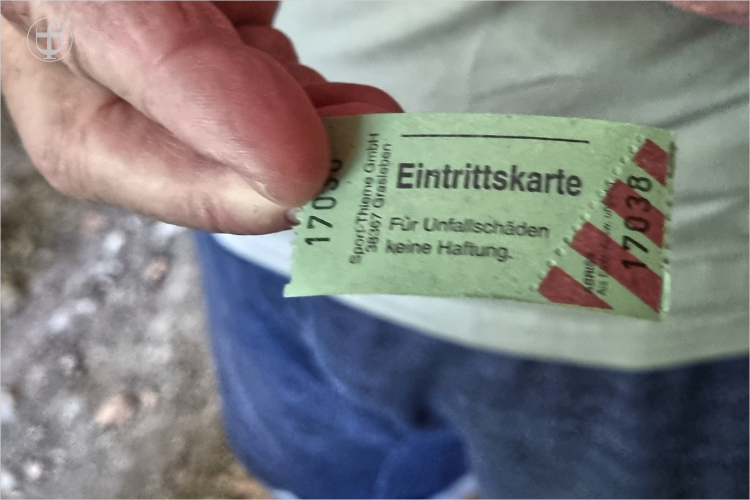 Eintrittskarte
Für Unfallschäden
keine Haftung.
Sport-Thieme GmbH
38367 Grasleben
17038